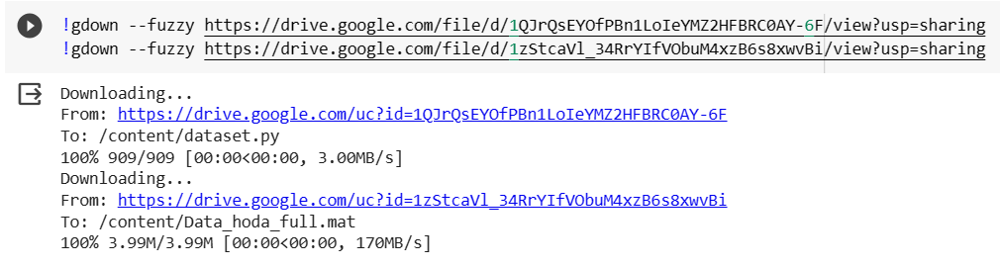 !gdown --fuzzy https://drive.google.com/file/d/1QJrQsEYOfPBn1LoIeYMZ2HFBRC0AY-6F/view?usp=sharing
!gdown --fuzzy https://drive.google.com/file/d/1zStcaVl_34RrYIfVObuM4xzB6s8xwvBi/view?usp=sharing
Downloading...
From: https://drive.google.com/uc?id=1QJrQsEYOfPBn1LoIeYMZ2HFBRC0AY-6F
To: /content/dataset.py
100% 909/909 [00:00<00:00, 3.00MB/s]
Downloading...
From: https://drive.google.com/uc?id=1zStcaVl_34RrYIfVObuM4xzB6s8xwvBi
To: /content/Data_hoda_full.mat
100% 3.99M/3.99M [00:00<00:00, 170MB/s]